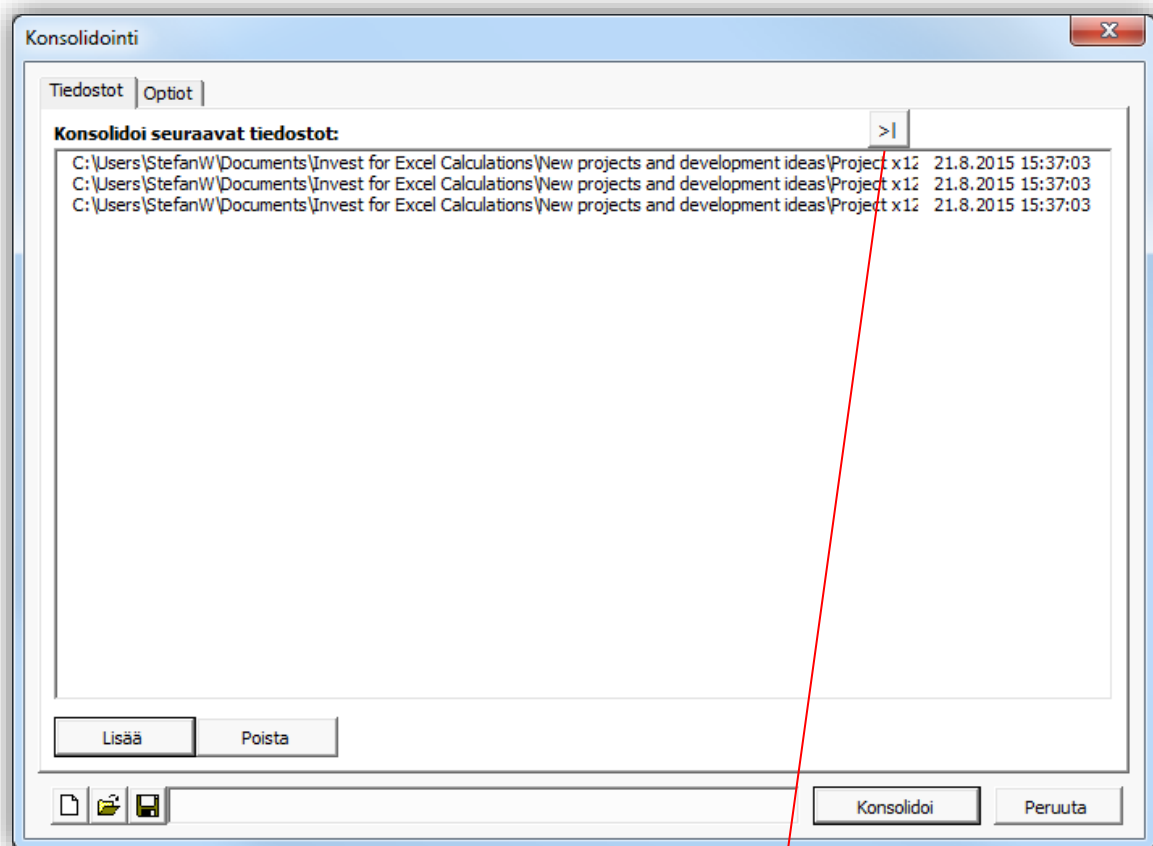 Konsolidointi
Tiedostot Optiot
Konsolidoi seuraavat tiedostot: >|
C:\Users\StefanW\Documents\Invest for Excel Calculations\New projects and development ideas\Project x12 21.8.2015 15:37:03
C:\Users\StefanW\Documents\Invest for Excel Calculations\New projects and development ideas\Project x12 21.8.2015 15:37:03
C:\Users\StefanW\Documents\Invest for Excel Calculations\New projects and development ideas\Project x12 21.8.2015 15:37:03
Lisää Poista
Konsolidoi Peruuta